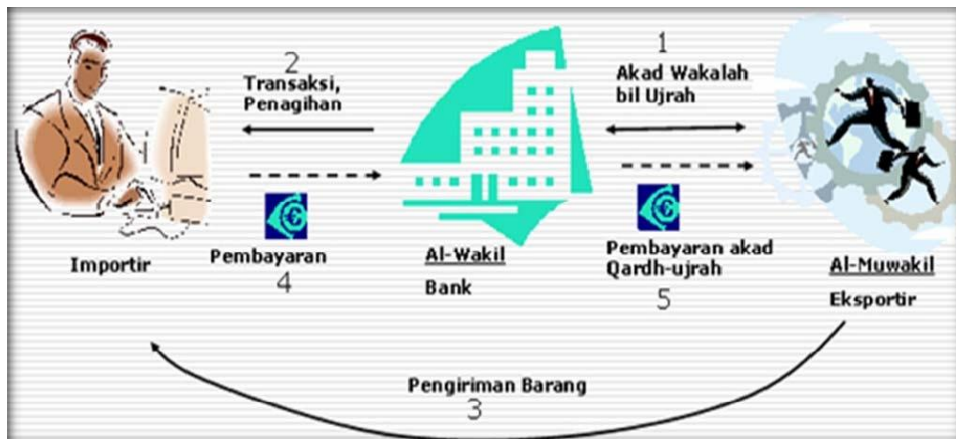 1
Akad Wakalah
bil Ujrah
2
Transaksi,
Penagihan
Importir
Pembayaran
4
Al-Wakil
Bank
Pembayaran akad
Qardh-ujrah
5
Al-Muwakil
Eksportir
Pengiriman Barang
3